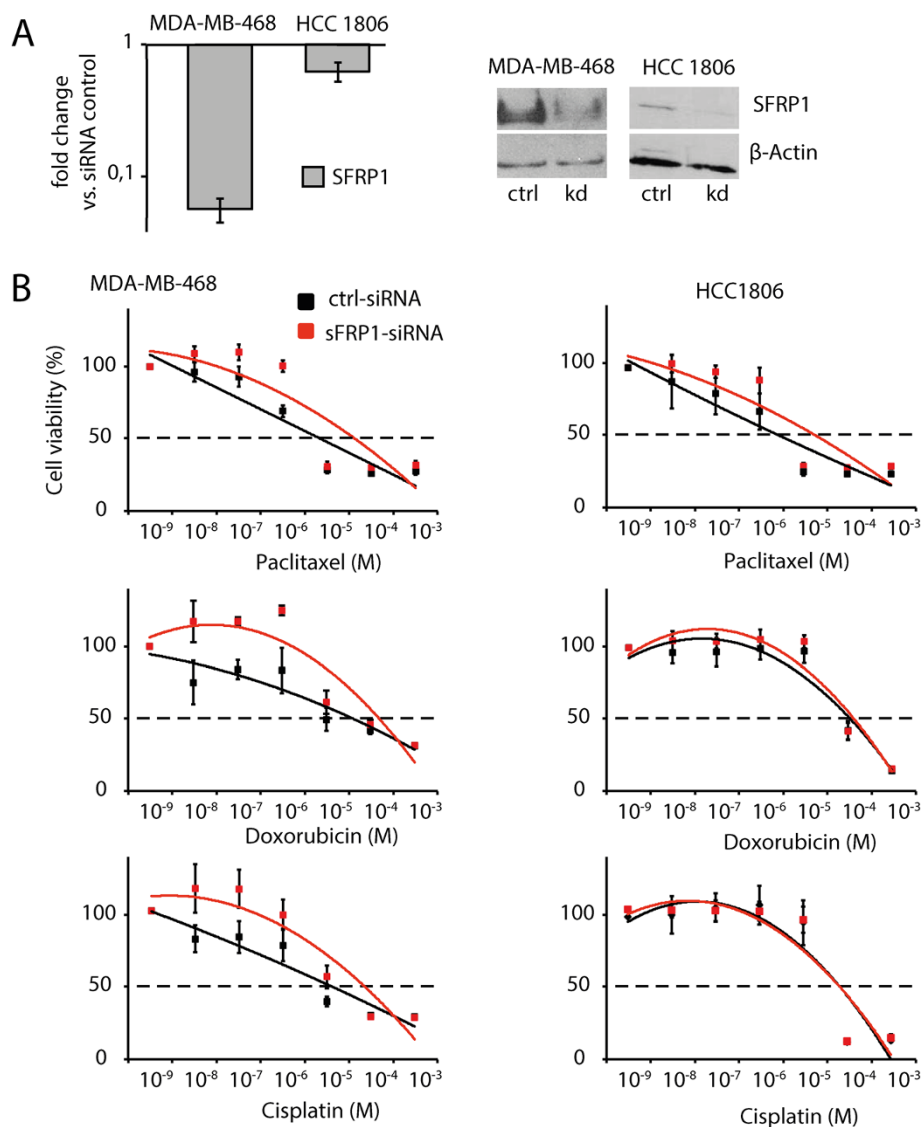 A
MDA-MB-468 HCC 1806
1
0,1
fold change
vs. siRNA control
SFRP1
MDA-MB-468 HCC 1806
SFRP1
β-Actin
ctrl kd ctrl kd
B
MDA-MB-468
ctrl-siRNA
sFRP1-siRNA
HCC1806
Cell viability (%)
100
50
0
10-9 10-8 10-7 10-6 10-5 10-4 10-3
Paclitaxel (M)
100
50
0
10-9 10-8 10-7 10-6 10-5 10-4 10-3
Paclitaxel (M)
100
50
0
10-9 10-8 10-7 10-6 10-5 10-4 10-3
Doxorubicin (M)
100
50
0
10-9 10-8 10-7 10-6 10-5 10-4 10-3
Doxorubicin (M)
100
50
0
10-9 10-8 10-7 10-6 10-5 10-4 10-3
Cisplatin (M)
100
50
0
10-9 10-8 10-7 10-6 10-5 10-4 10-3
Cisplatin (M)